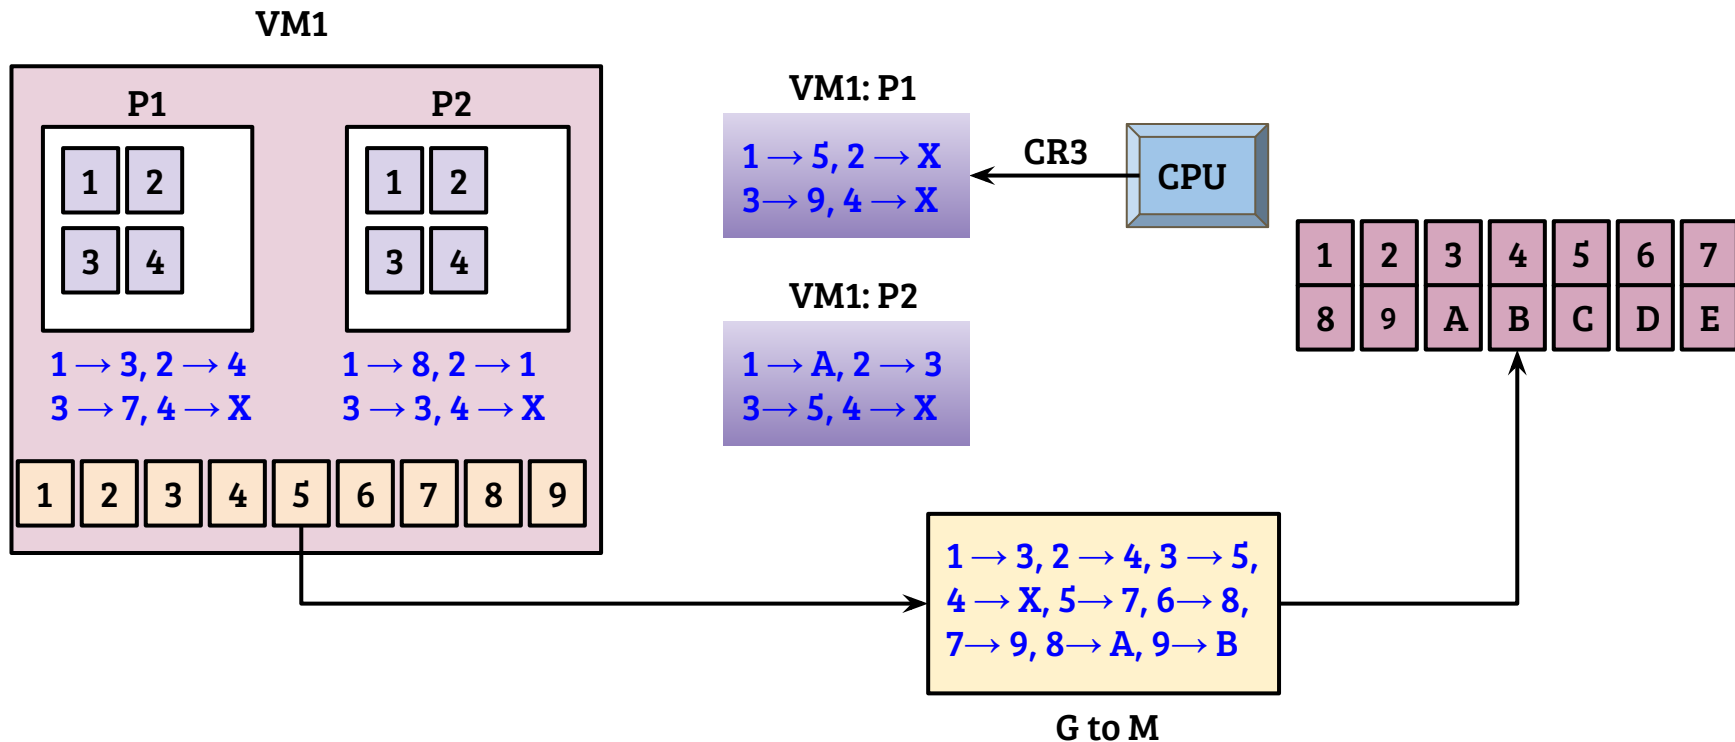 VM1
P1
P2
1 2
3 4
1 2
3 4
1 → 3, 2 → 4
3 → 7, 4 → X
1 → 8, 2 → 1
3 → 3, 4 → X
1 2 3 4 5 6 7 8 9
VM1: P1
1 → 5, 2 → X
3→ 9, 4 → X
CR3
CPU
VM1: P2
1 → A, 2 → 3
3→ 5, 4 → X
1 2 3 4 5 6 7
8 9 A B C D E
1 → 3, 2 → 4, 3 → 5,
4 → X, 5→ 7, 6→ 8,
7→ 9, 8→ A, 9→ B
G to M